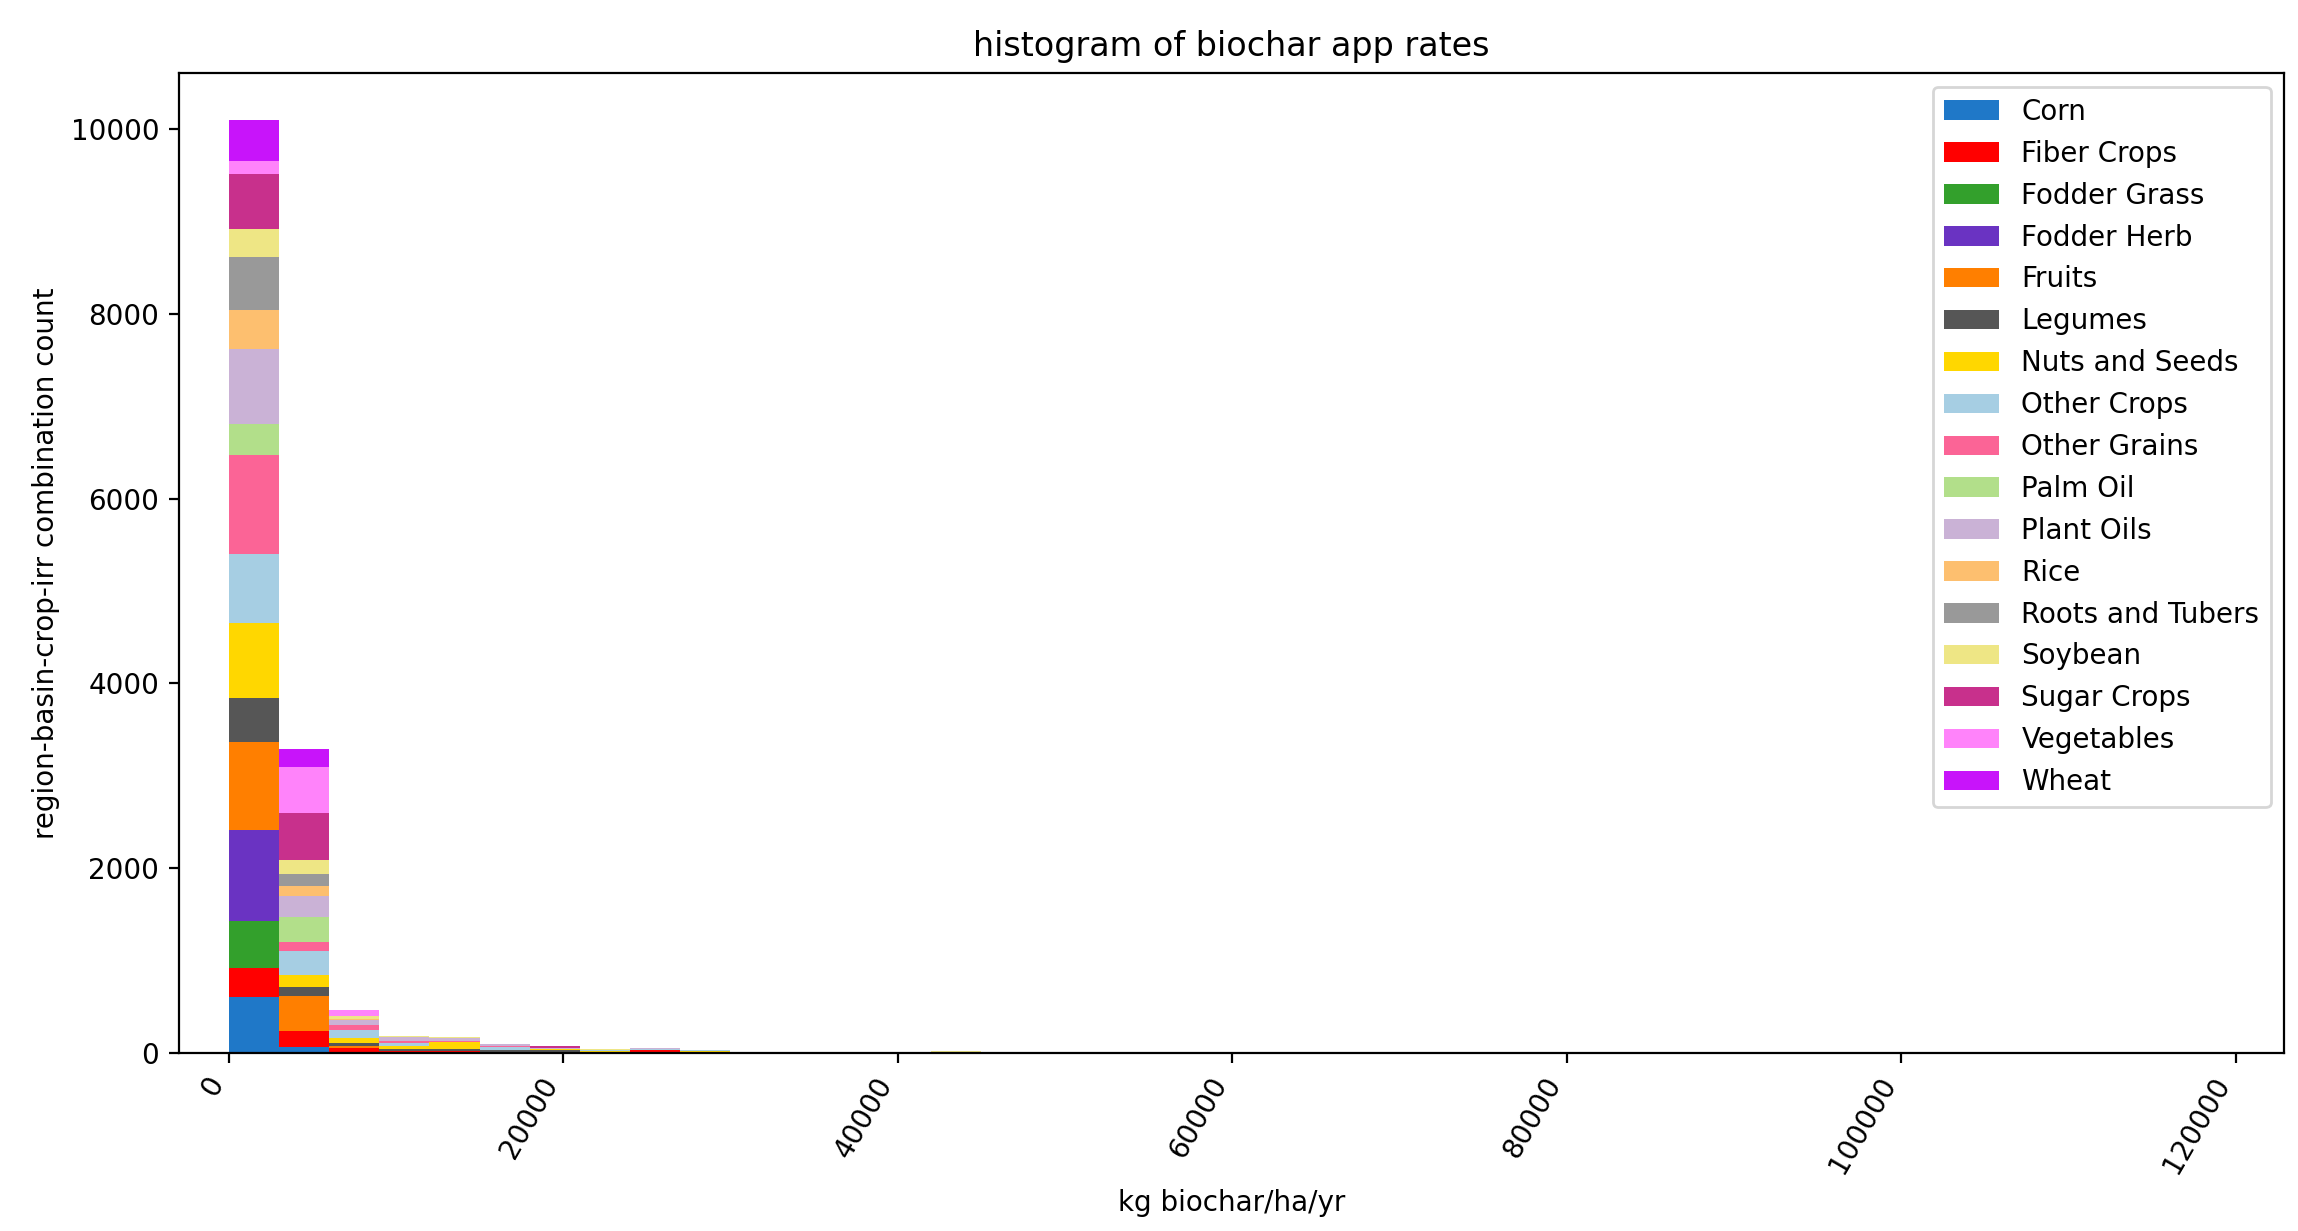 histogram of biochar app rates
region-basin-crop-irr combination count
10000
8000
6000
4000
2000
0
0
20000
40000
60000
80000
100000
120000
kg biochar/ha/yr
Corn
Fiber Crops
Fodder Grass
Fodder Herb
Fruits
Legumes
Nuts and Seeds
Other Crops
Other Grains
Palm Oil
Plant Oils
Rice
Roots and Tubers
Soybean
Sugar Crops
Vegetables
Wheat